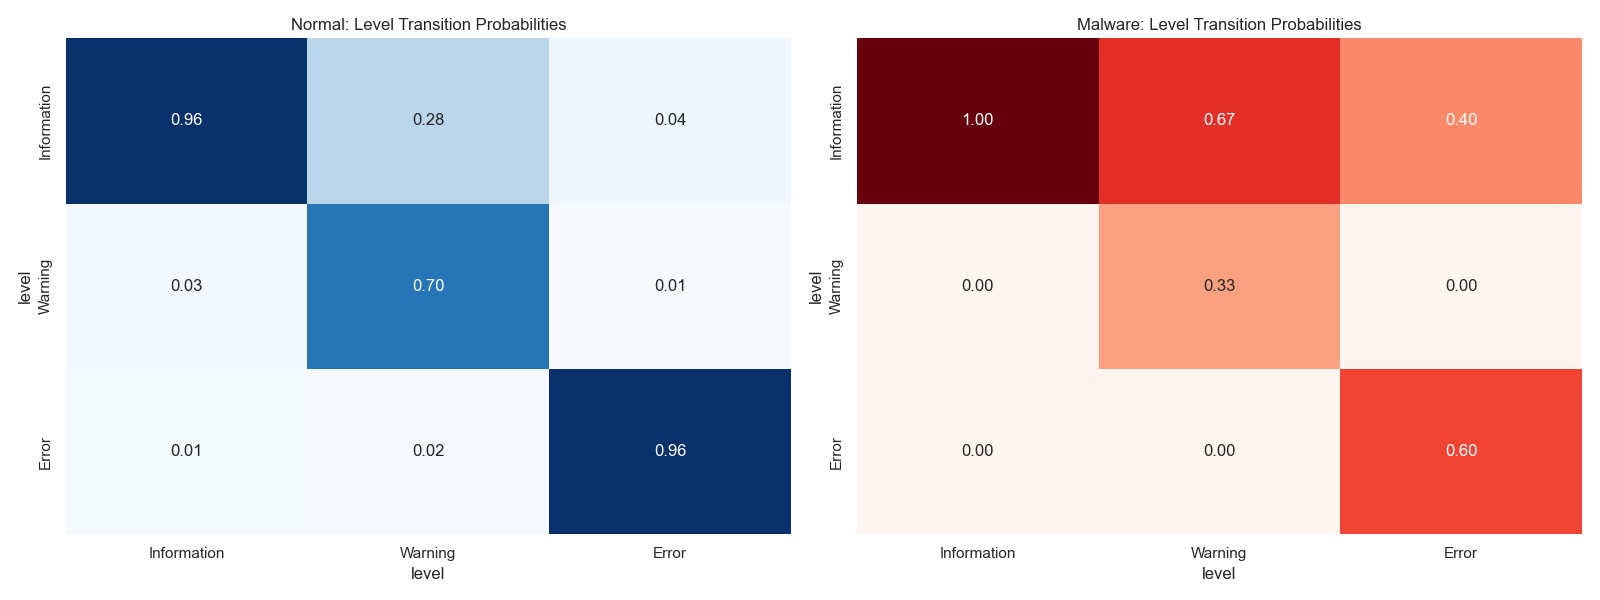 Normal: Level Transition Probabilities
level
Information
Warning
Error
0.96 0.28 0.04
0.03 0.70 0.01
0.01 0.02 0.96
Information Warning Error
level
Malware: Level Transition Probabilities
level
Information
Warning
Error
1.00 0.67 0.40
0.00 0.33 0.00
0.00 0.00 0.60
Information Warning Error
level